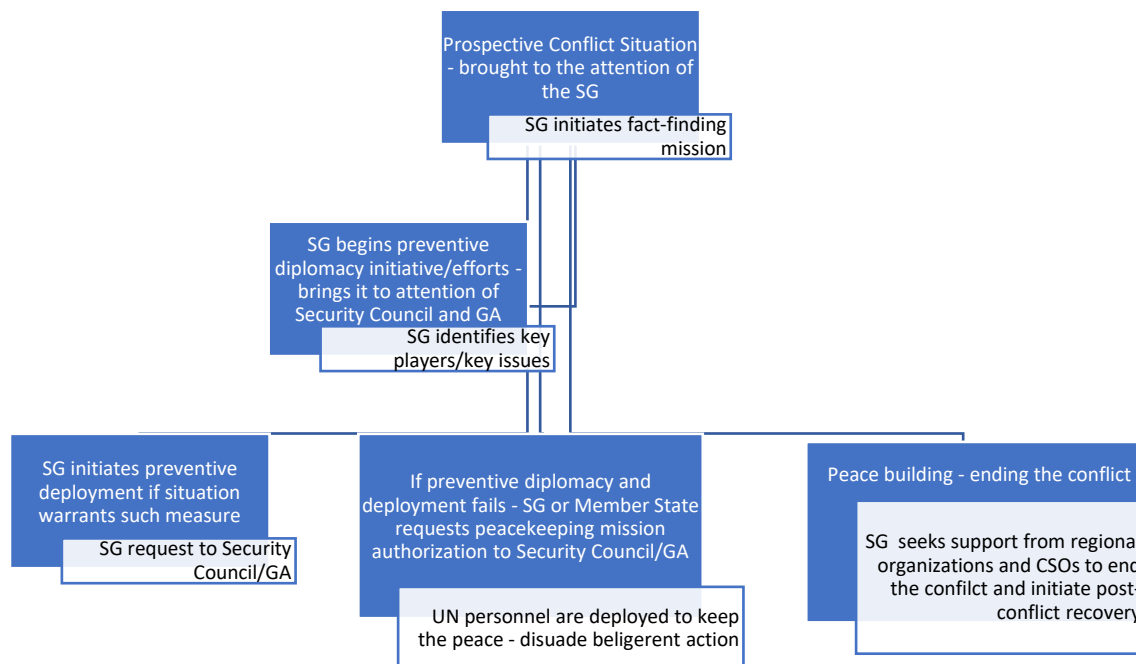 Prospective Conflict Situation
- brought to the attention of
the SG
SG initiates fact-finding
mission
SG begins preventive
diplomacy initiative/efforts -
brings it to attention of
Security Council and GA
SG identifies key
players/key issues
SG initiates preventive
deployment if situation
warrants such measure
SG request to Security
Council/GA
If preventive diplomacy and
deployment fails - SG or Member State
requests peacekeeping mission
authorization to Security Council/GA
UN personnel are deployed to keep
the peace - disuade beligerent action
Peace building - ending the conflict
SG seeks support from regional
organizations and CSOs to end
the confilct and initiate post-
conflict recovery